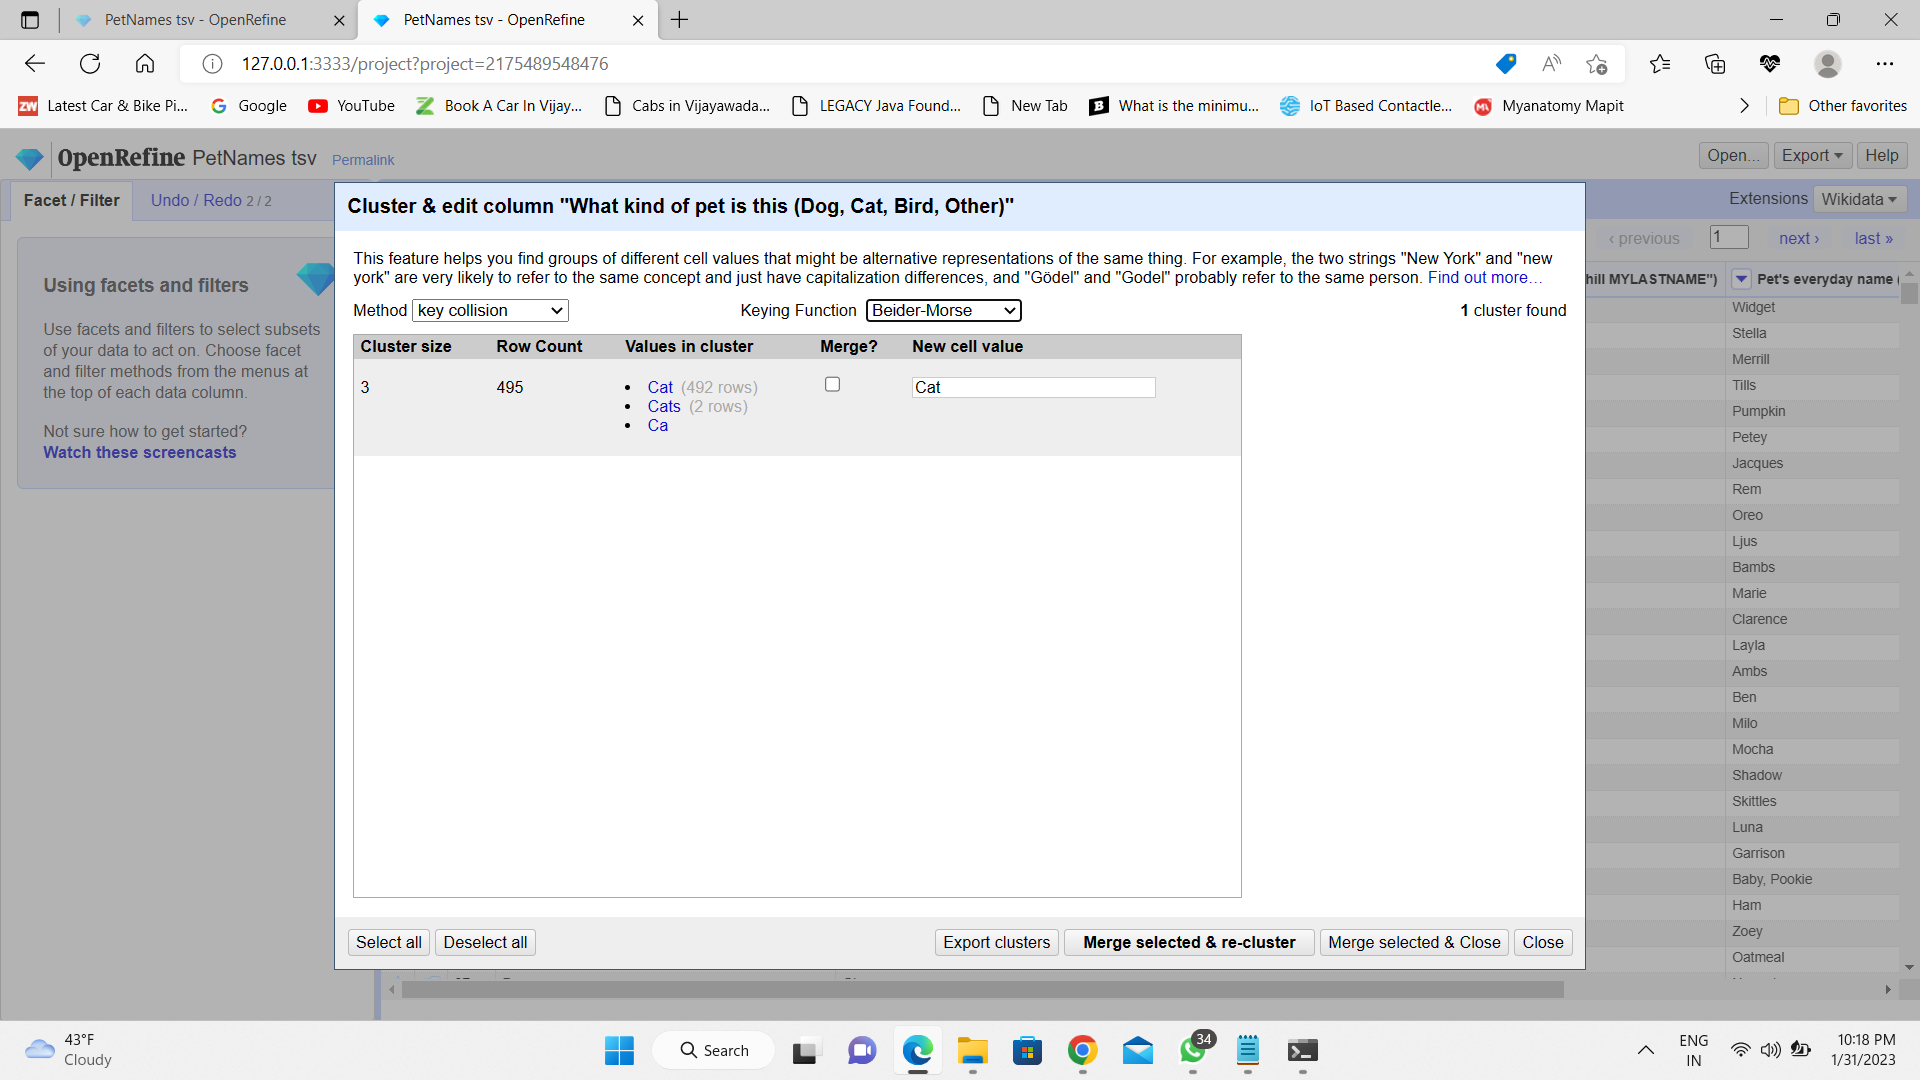 PetNames tsv - OpenRefine
PetNames tsv - OpenRefine
127.0.0.1:3333/project?project=2175489548476
ZW Latest Car & Bike Pi...
Google
YouTube
Book A Car In Vijay...
Cabs in Vijayawada...
LEGACY Java Found...
New Tab
B What is the minimu...
IoT Based Contactle...
Myanatomy Mapit
Other favorites
OpenRefine PetNames tsv Permalink
Open... Export Help
Facet / Filter Undo / Redo 2 / 2
Extensions Wikidata
‹ previous 1 next › last »
Using facets and filters
Use facets and filters to select subsets
of your data to act on. Choose facet
and filter methods from the menus at
the top of each data column.
Not sure how to get started?
Watch these screencasts
Cluster & edit column "What kind of pet is this (Dog, Cat, Bird, Other)"
This feature helps you find groups of different cell values that might be alternative representations of the same thing. For example, the two strings "New York" and "new
york" are very likely to refer to the same concept and just have capitalization differences, and "Gödel" and "Godel" probably refer to the same person. Find out more...
Method key collision Keying Function Beider-Morse 1 cluster found
Cluster size Row Count Values in cluster Merge? New cell value
3 495 • Cat (492 rows) Cat
• Cats (2 rows)
• Ca
Select all Deselect all Export clusters Merge selected & re-cluster Merge selected & Close Close
hill MYLASTNAME") Pet's everyday name
Widget
Stella
Merrill
Tills
Pumpkin
Petey
Jacques
Rem
Oreo
Ljus
Bambs
Marie
Clarence
Layla
Ambs
Ben
Milo
Mocha
Shadow
Skittles
Luna
Garrison
Baby, Pookie
Ham
Zoey
Oatmeal
43°F
Cloudy
Search
34
ENG
IN
10:18 PM
1/31/2023